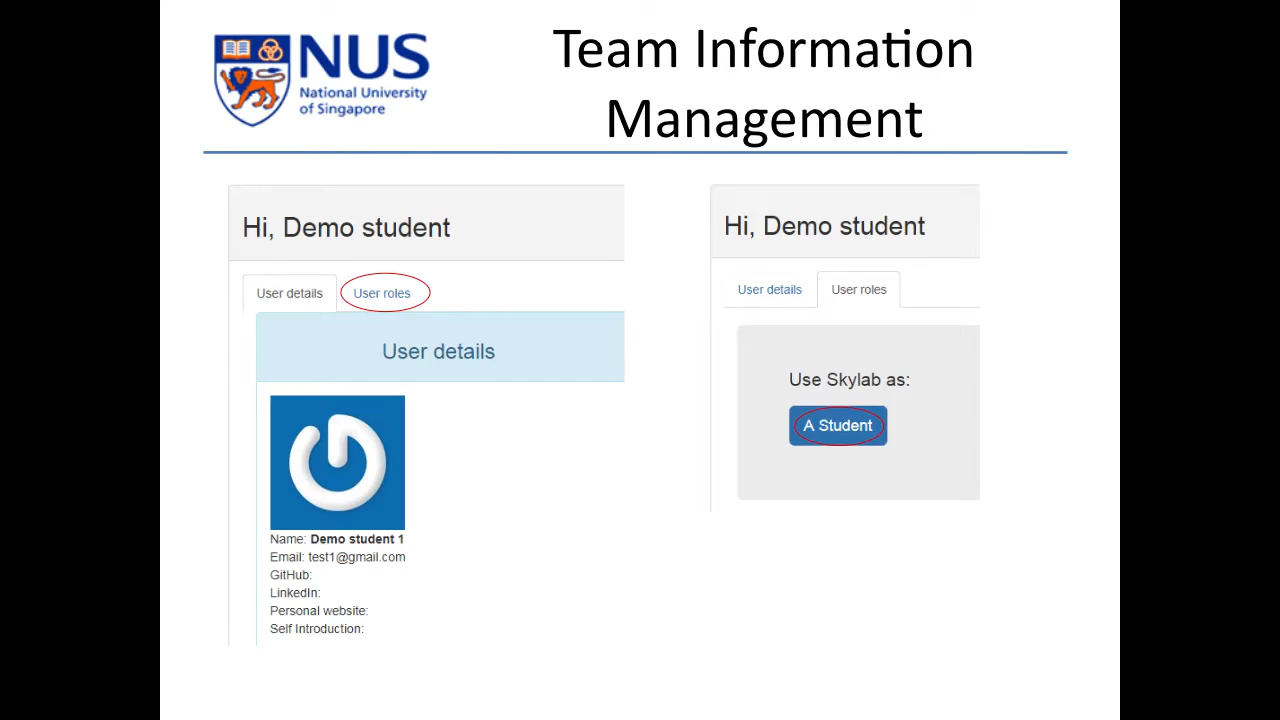 NUS
National University
of Singapore
Team Information
Management
Hi, Demo student
User details
User roles
User details
Name: Demo student 1
Email: test1@gmail.com
GitHub:
LinkedIn:
Personal website:
Self Introduction:
Hi, Demo student
User details
User roles
Use Skylab as:
A Student